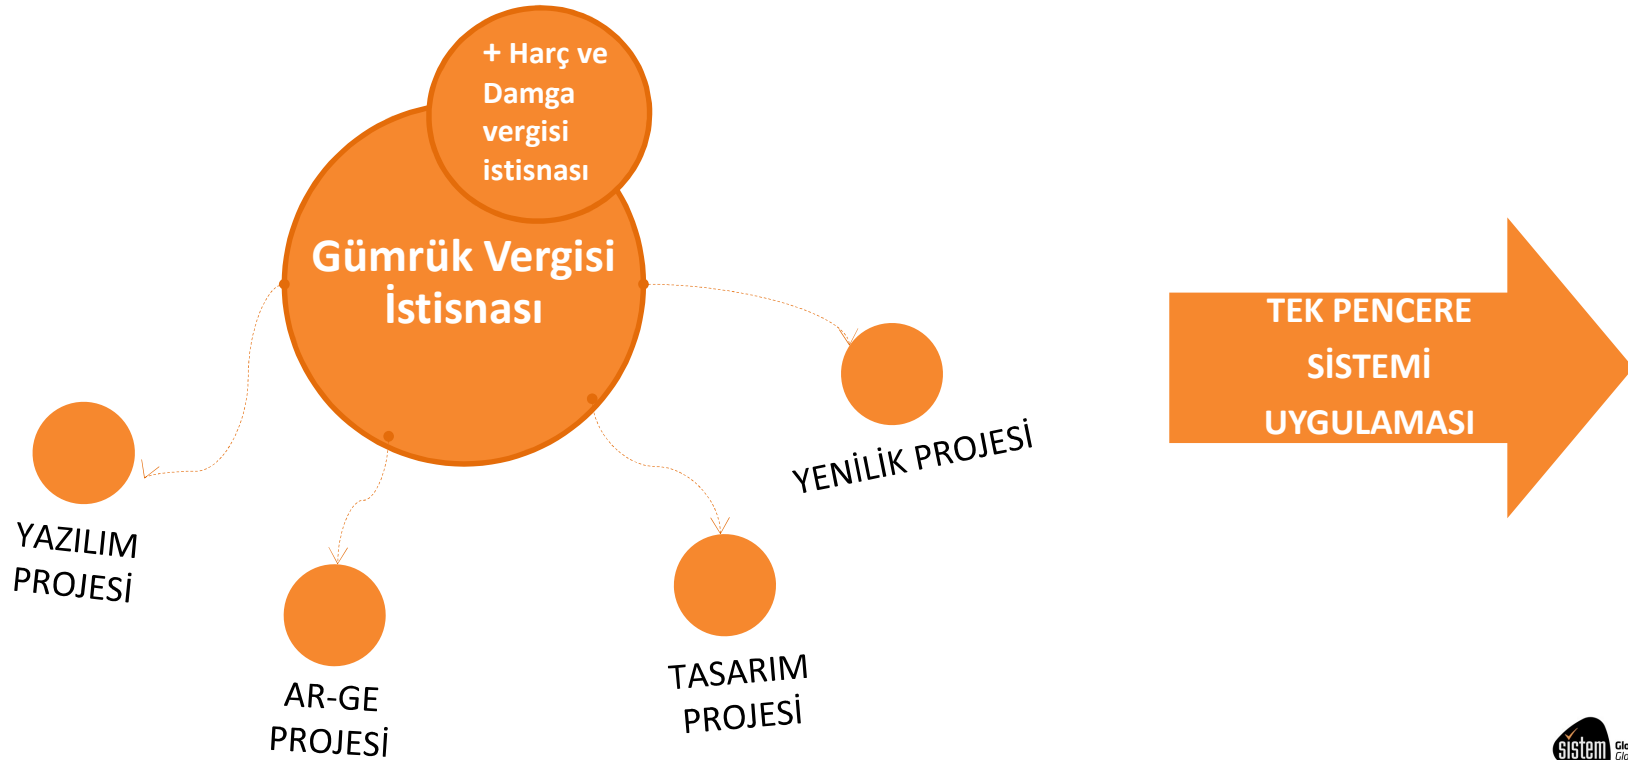 + Harç ve
Damga
vergisi
istisnası
Gümrük Vergisi
İstisnası
TEK PENCERE
SİSTEMİ
UYGULAMASI
YENİLİK PROJESİ
YAZILIM
PROJESİ
AR-GE
PROJESİ
TASARIM
PROJESİ
sistem